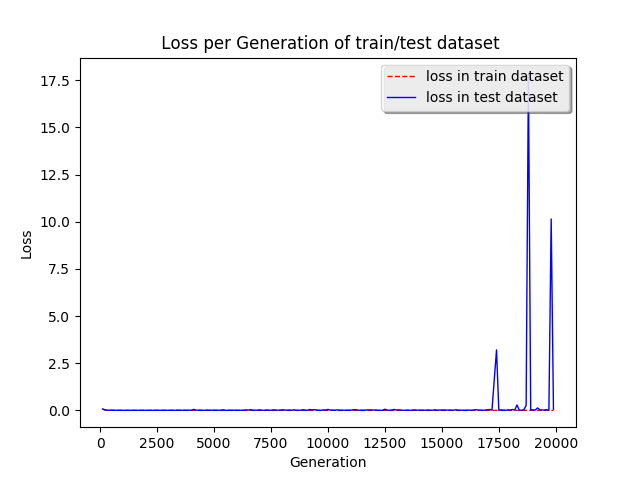 Loss per Generation of train/test dataset
loss in train dataset
loss in test dataset
17.5
15.0
12.5
10.0
7.5
5.0
2.5
0.0
Loss
0 2500 5000 7500 10000 12500 15000 17500 20000
Generation